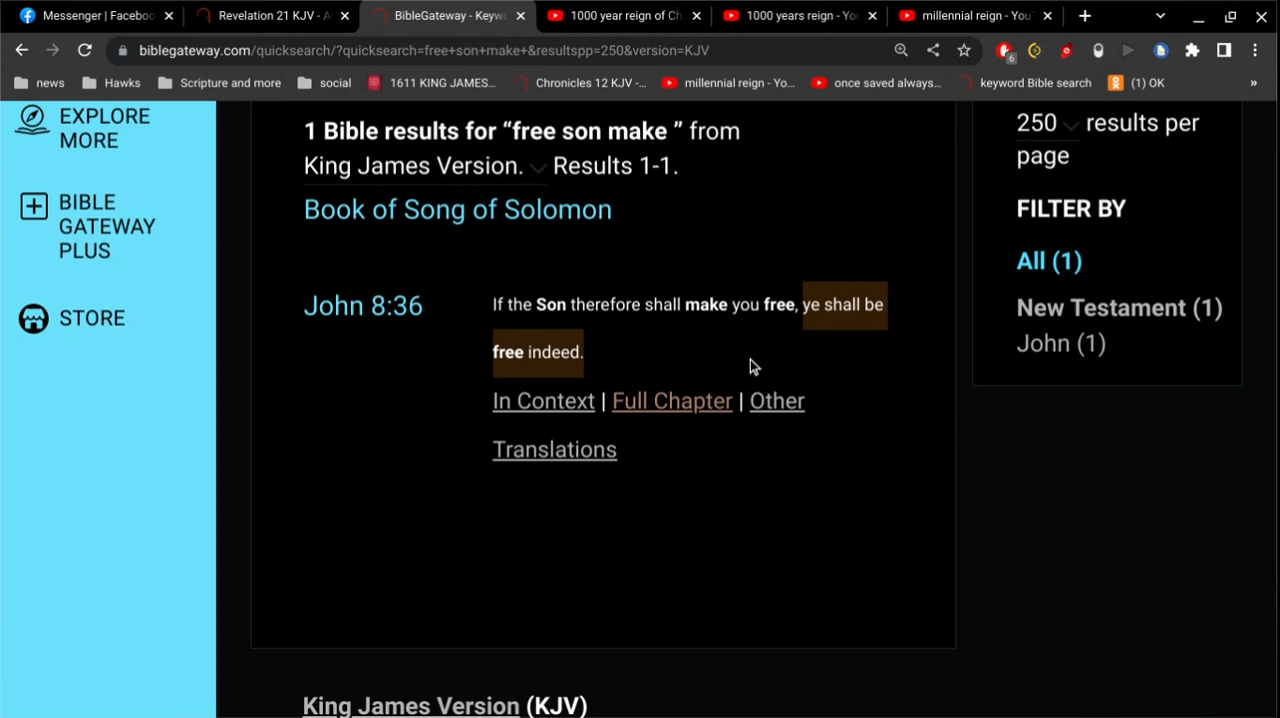 Messenger | Faceboo
Revelation 21 KJV - A
BibleGateway - Keyw
1000 year reign of Ch
1000 years reign - Yo
millennial reign - You
biblegateway.com/quicksearch/?quicksearch=free+son+make+&resultspp=250&version=KJV
6
news
Hawks
Scripture and more
social
1611 KING JAMES...
Chronicles 12 KJV -...
millennial reign - Yo...
once saved always...
keyword Bible search
(1) OK
»
EXPLORE
MORE
BIBLE
GATEWAY
PLUS
STORE
1 Bible results for “free son make ” from
King James Version. Results 1-1.
Book of Song of Solomon
John 8:36
If the Son therefore shall make you free, ye shall be
free indeed.
In Context | Full Chapter | Other
Translations
King James Version (KJV)
250 results per
page
FILTER BY
All (1)
New Testament (1)
John (1)